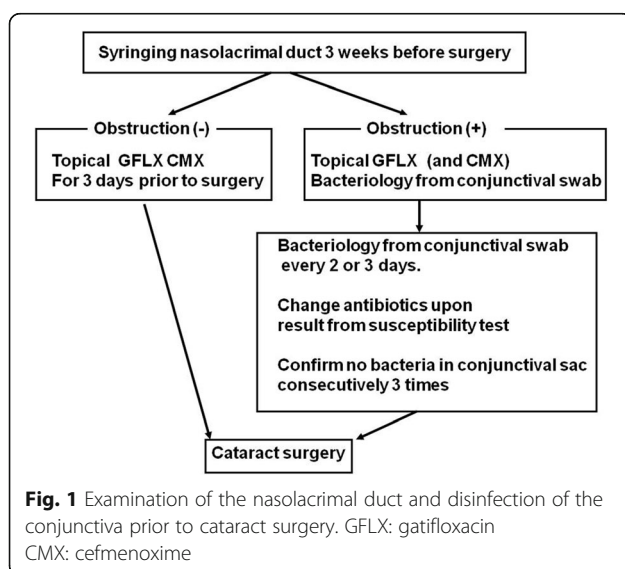 Syringing nasolacrimal duct 3 weeks before surgery
Obstruction (-)
Topical GFLX CMX
For 3 days prior to surgery
Obstruction (+)
Topical GFLX (and CMX)
Bacteriology from conjunctival swab
Bacteriology from conjunctival swab
every 2 or 3 days.
Change antibiotics upon
result from susceptibility test
Confirm no bacteria in conjunctival sac
consecutively 3 times
Cataract surgery
Fig. 1 Examination of the nasolacrimal duct and disinfection of the
conjunctiva prior to cataract surgery. GFLX: gatifloxacin
CMX: cefmenoxime